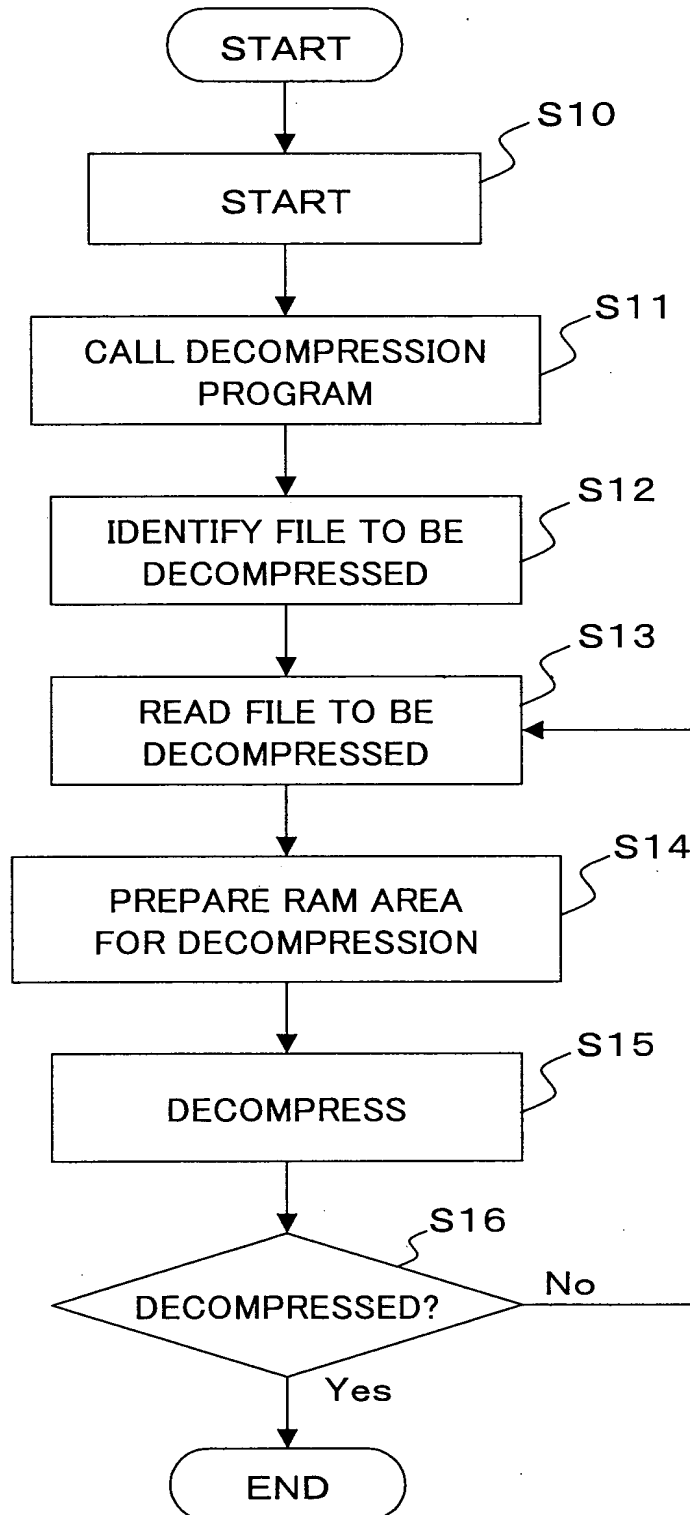 START
S10
START
S11
CALL DECOMPRESSION
PROGRAM
S12
IDENTIFY FILE TO BE
DECOMPRESSED
S13
READ FILE TO BE
DECOMPRESSED
S14
PREPARE RAM AREA
FOR DECOMPRESSION
S15
DECOMPRESS
S16
DECOMPRESSED?
No
Yes
END